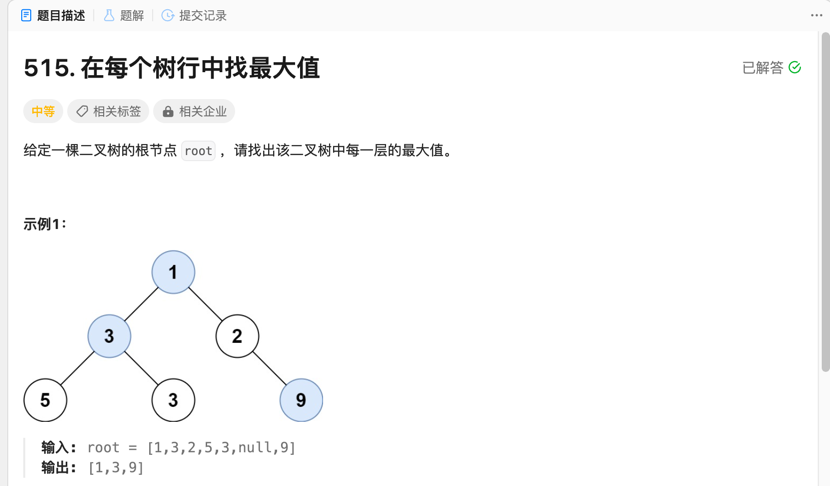 题目描述 题解 提交记录
515. 在每个树行中找最大值
已解答
中等 相关标签 相关企业
给定一棵二叉树的根节点 root ，请找出该二叉树中每一层的最大值。
示例1：
1
3 2
5 3 9
输入: root = [1,3,2,5,3,null,9]
输出: [1,3,9]